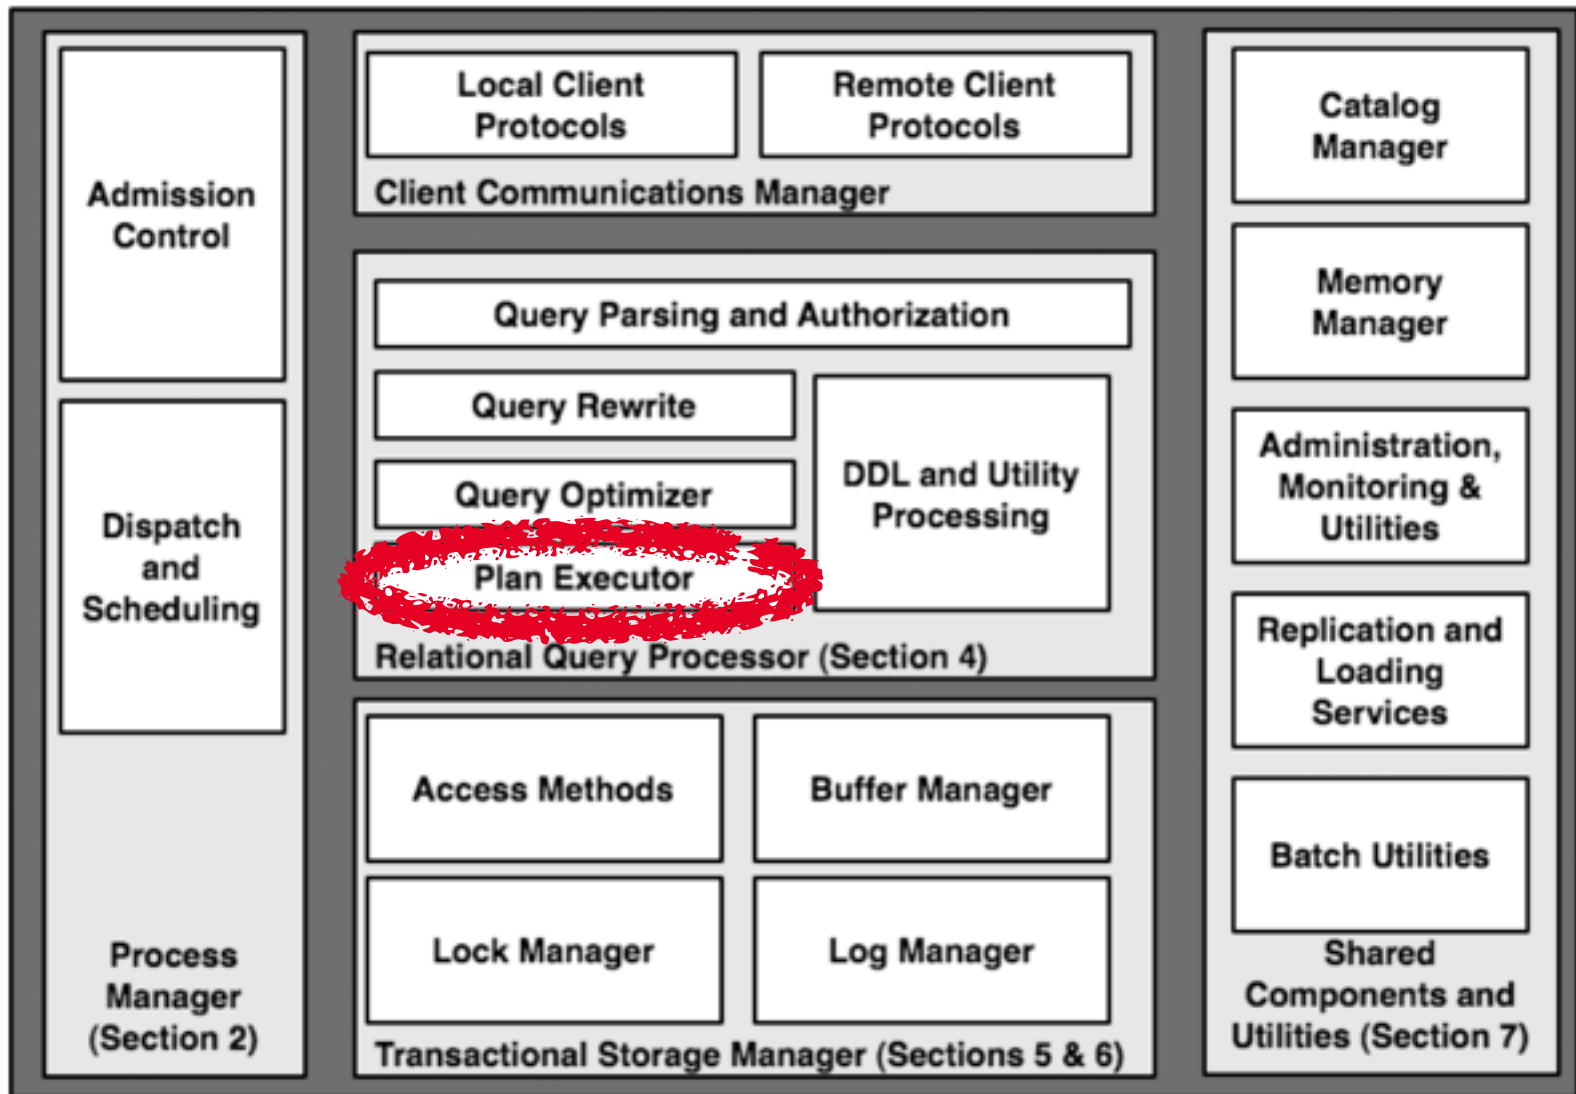 Admission
Control
Dispatch
and
Scheduling
Process
Manager
(Section 2)
Local Client
Protocols
Remote Client
Protocols
Client Communications Manager
Query Parsing and Authorization
Query Rewrite
Query Optimizer
Plan Executor
DDL and Utility
Processing
Relational Query Processor (Section 4)
Access Methods
Buffer Manager
Lock Manager
Log Manager
Transactional Storage Manager (Sections 5 & 6)
Catalog
Manager
Memory
Manager
Administration,
Monitoring &
Utilities
Replication and
Loading
Services
Batch Utilities
Shared
Components and
Utilities (Section 7)